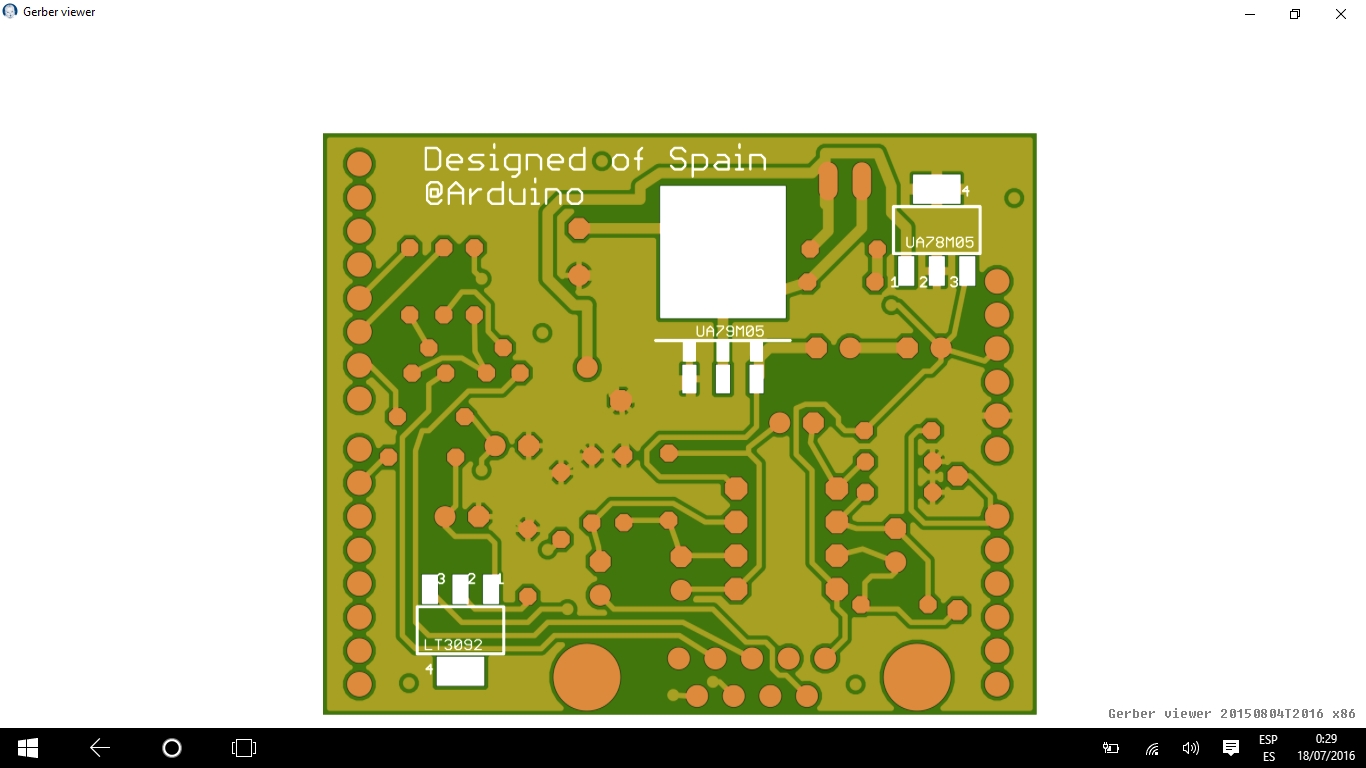 Gerber viewer
Designed of Spain
@Arduino
4
UA78M05
1 2 3
UA79M05
3 2 1
LT3092
4
Gerber viewer 20150804T2016 x86
ESP
ES
0:29
18/07/2016